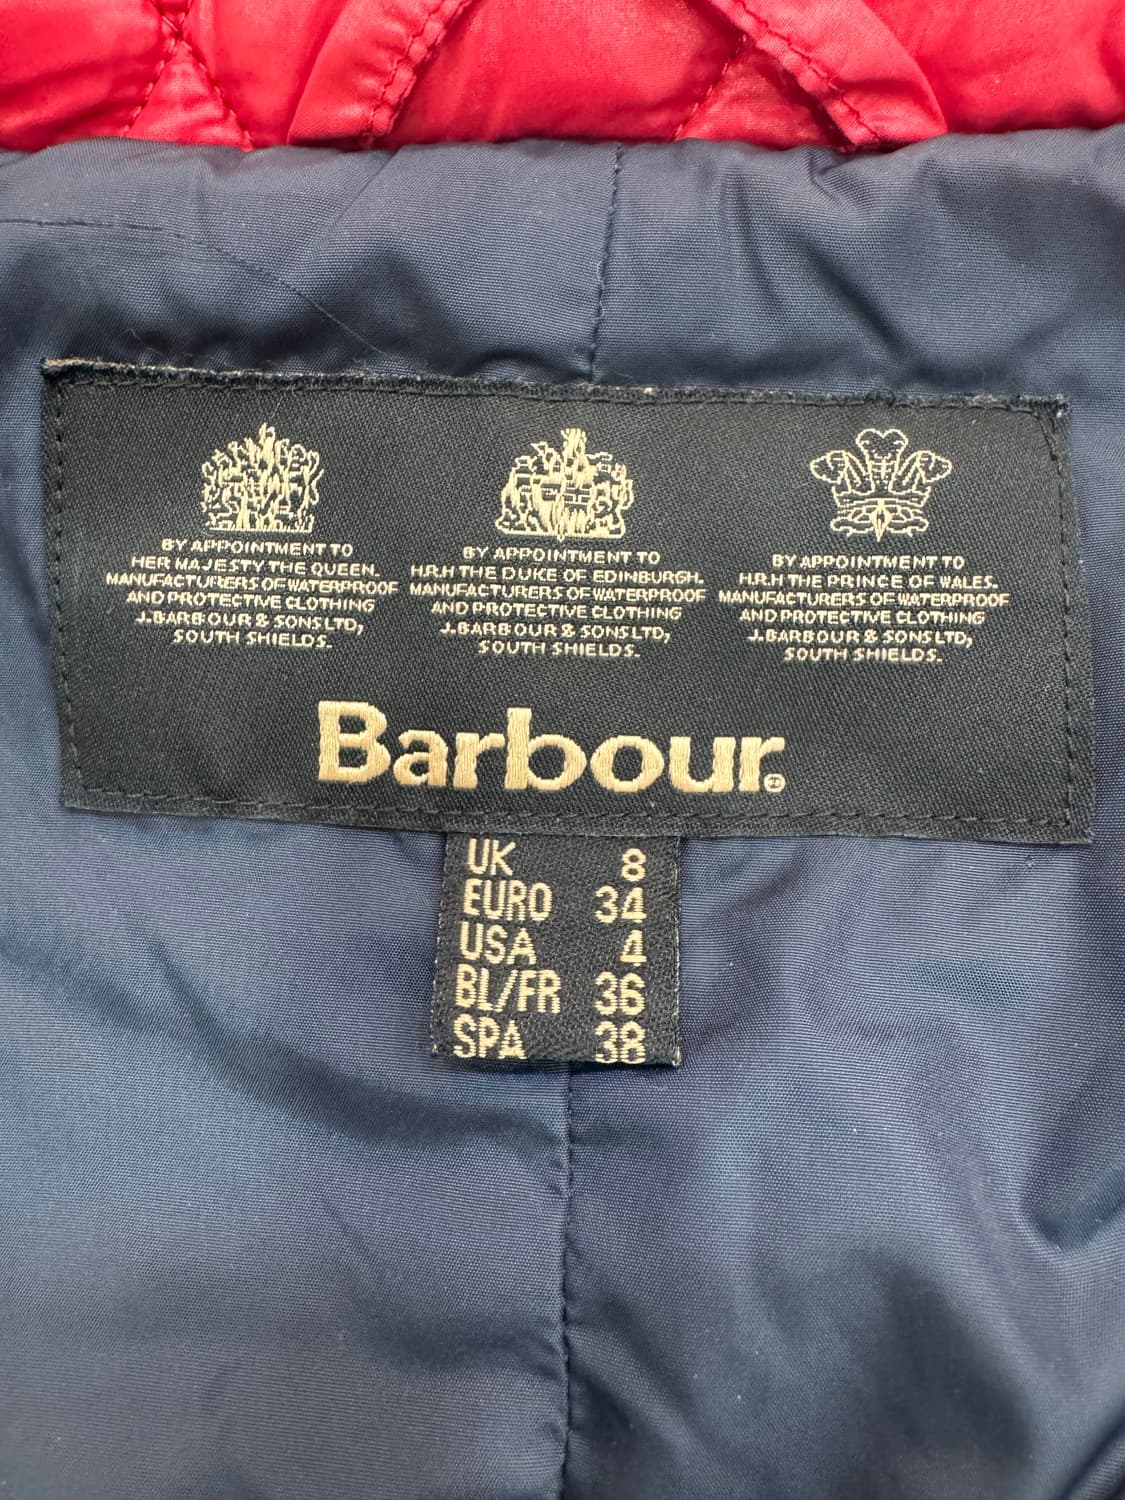 BY APPOINTMENT TO
HER MAJESTY THE QUEEN.
MANUFACTURERS OF WATERPROOF
AND PROTECTIVE CLOTHING
J.BARBOUR & SONS LTD,
SOUTH SHIELDS.
BY APPOINTMENT TO
H.R.H THE DUKE OF EDINBURGH.
MANUFACTURERS OF WATERPROOF
AND PROTECTIVE CLOTHING
J.BARBOUR & SONS LTD,
SOUTH SHIELDS.
BY APPOINTMENT TO
H.R.H THE PRINCE OF WALES.
MANUFACTURERS OF WATERPROOF
AND PROTECTIVE CLOTHING
J.BARBOUR & SONS LTD,
SOUTH SHIELDS.
Barbour®
UK 8
EURO 34
USA 4
BL/FR 36
SPA 38